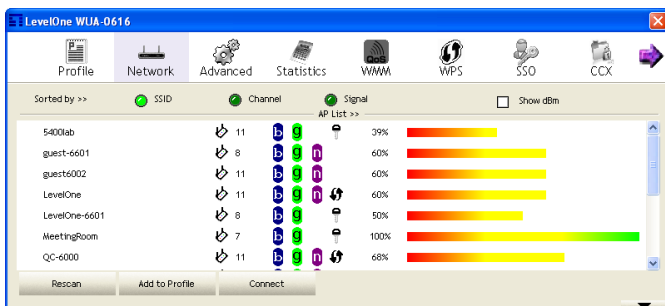 LevelOne WUA-0616
Profile Network Advanced Statistics QoS WMM WPS SSO CCX
Sorted by >> SSID Channel Signal Show dBm
AP List >>
5400lab 11 b g 39%
guest-6601 8 b g n 60%
guest6002 11 b g n 60%
LevelOne 11 b g n 60%
LevelOne-6601 8 b g 50%
MeetingRoom 7 b g 100%
QC-6000 11 b g n 68%
Rescan Add to Profile Connect